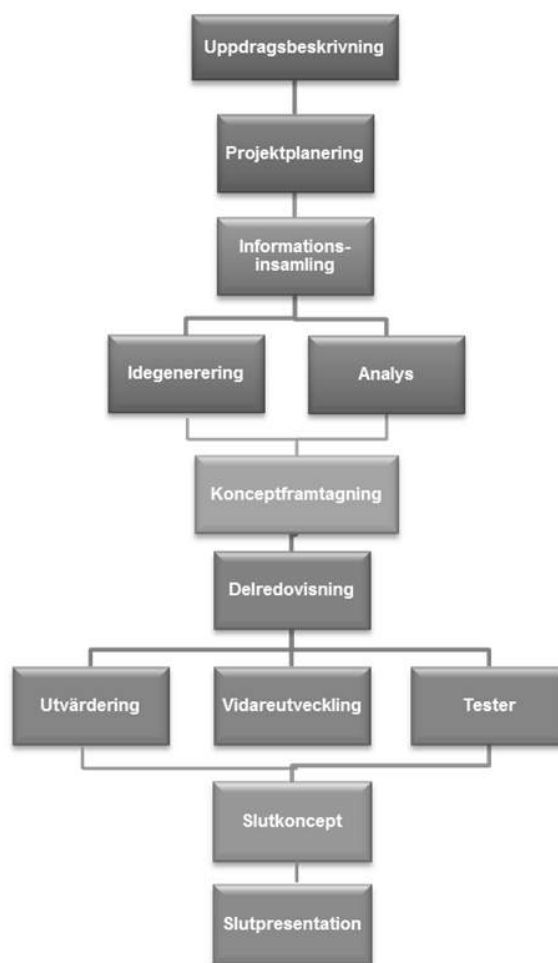 Uppdragsbeskrivning
Projektplanering
Informations-
insamling
Idegenerering
Analys
Konceptframtagning
Delredovisning
Utvärdering
Vidareutveckling
Tester
Slutkoncept
Slutpresentation